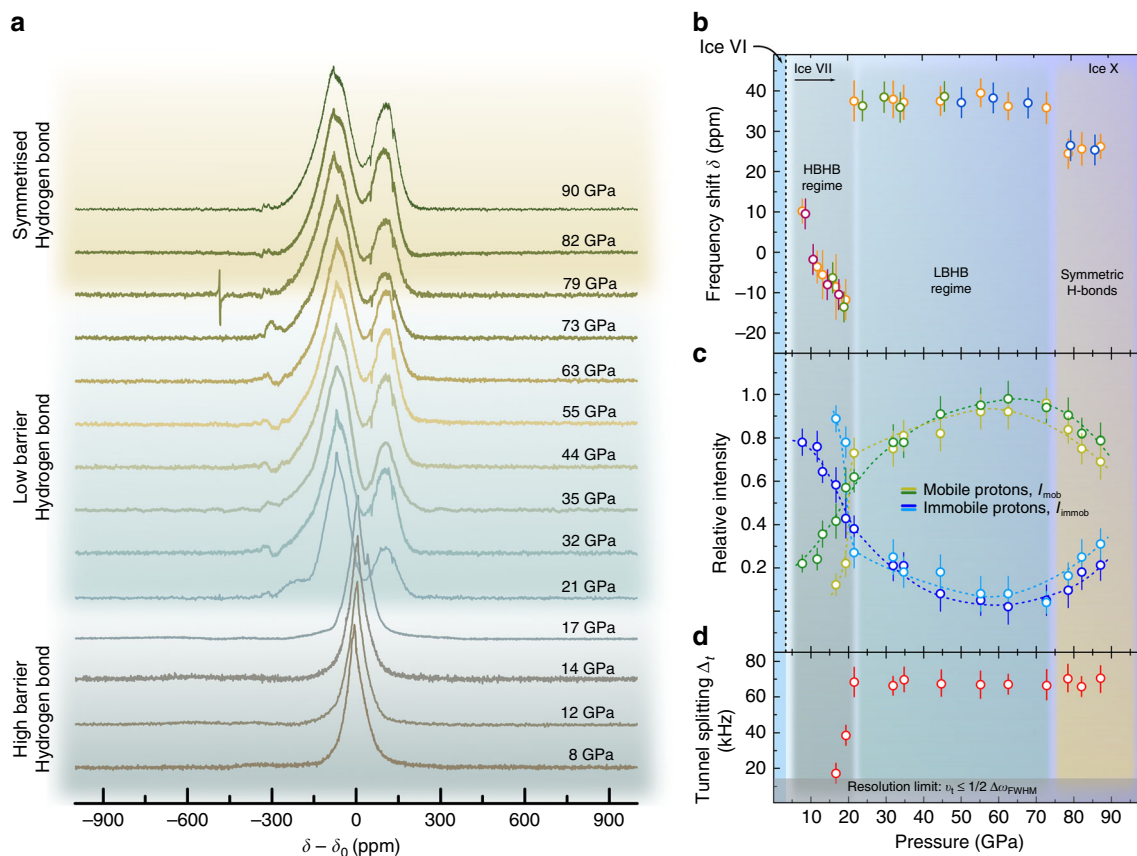 a
Symmetrised
Hydrogen bond
Low barrier
Hydrogen bond
High barrier
Hydrogen bond
90 GPa
82 GPa
79 GPa
73 GPa
63 GPa
55 GPa
44 GPa
35 GPa
32 GPa
21 GPa
17 GPa
14 GPa
12 GPa
8 GPa
−900 −600 −300 0 300 600 900
δ – δ0 (ppm)
b
Ice VI
Ice VII
Ice X
Frequency shift δ (ppm)
40
30
20
10
0
−10
−20
HBHB
regime
LBHB
regime
Symmetric
H-bonds
c
Relative intensity
1.0
0.8
0.6
0.4
0.2
Mobile protons, Imob
Immobile protons, Iimmob
d
Tunnel splitting Δt
(kHz)
80
60
40
20
Resolution limit: υt ≤ 1/2 ΔωFWHM
10 20 30 40 50 60 70 80 90
Pressure (GPa)